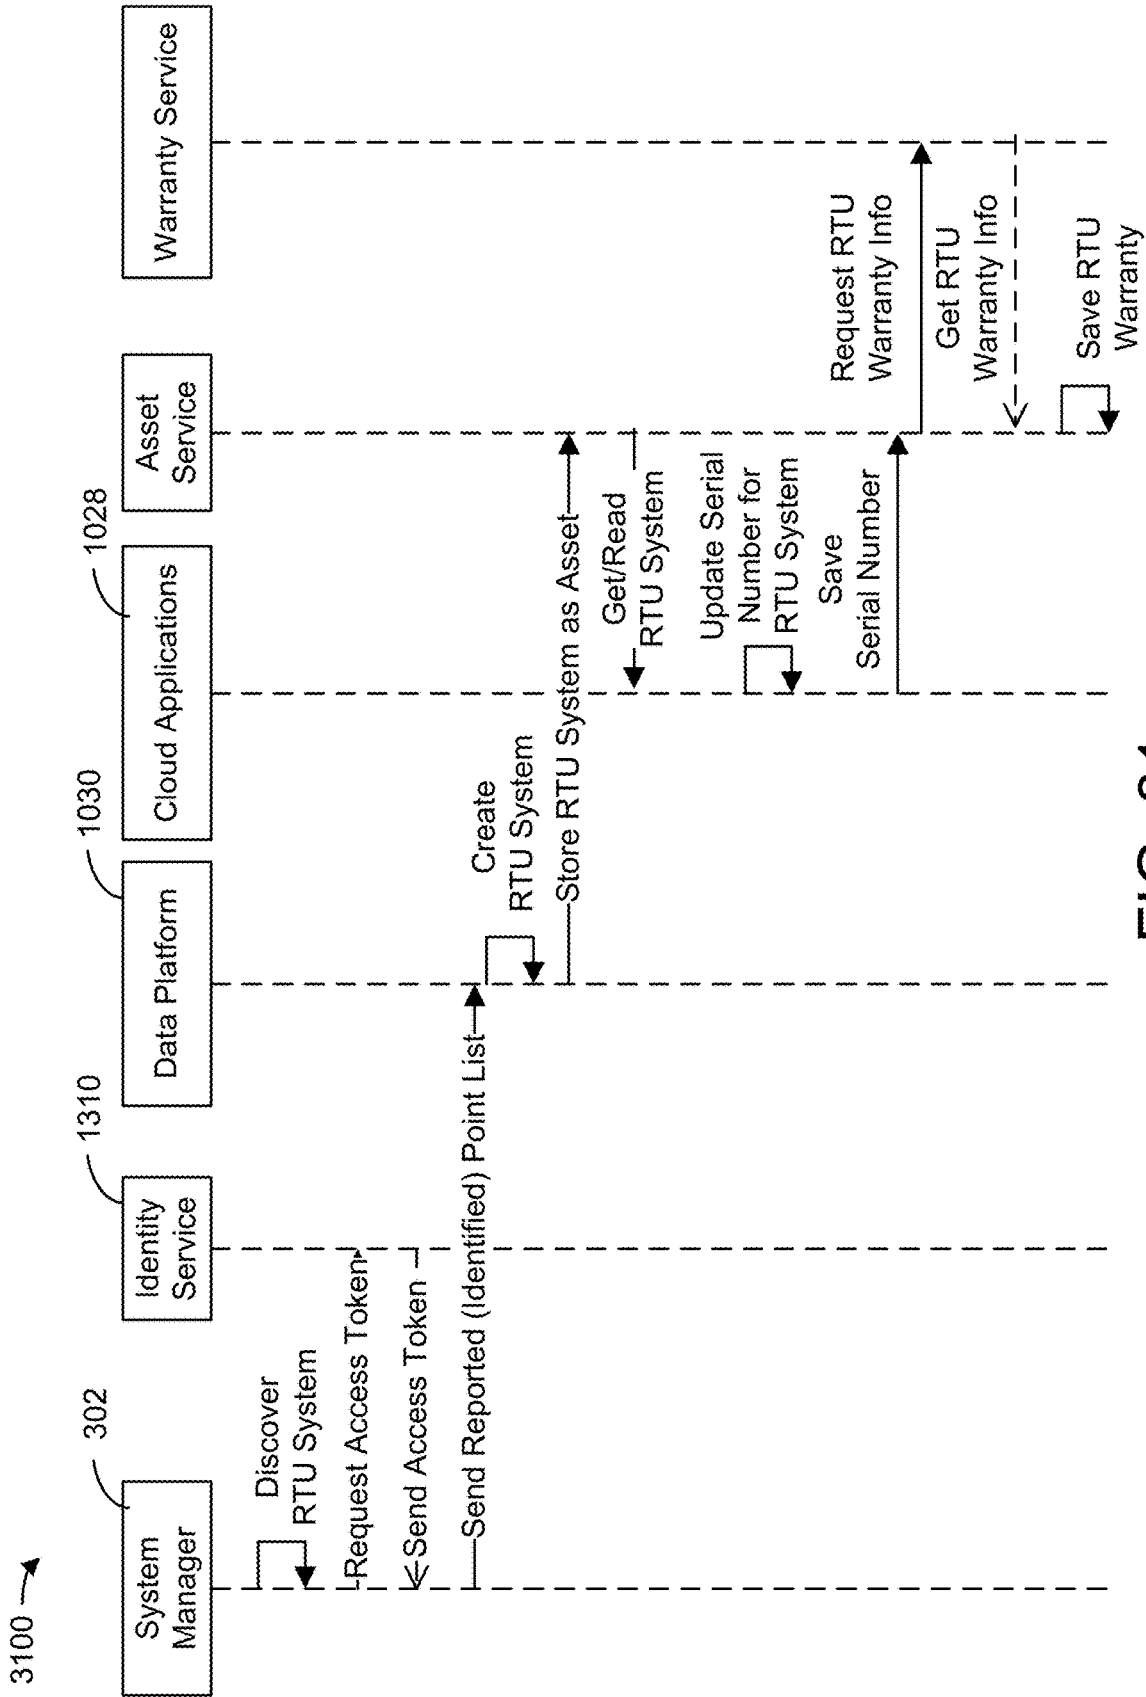 3100
302
1310
1030
1028
System
Manager
Identity
Service
Data Platform
Cloud Applications
Asset
Service
Warranty Service
Discover
RTU System
Request Access Token
Send Access Token
Send Reported (Identified) Point List
Create
RTU System
Store RTU System as Asset
Get/Read
RTU System
Update Serial
Number for
RTU System
Save
Serial Number
Request RTU
Warranty Info
Get RTU
Warranty Info
Save RTU
Warranty